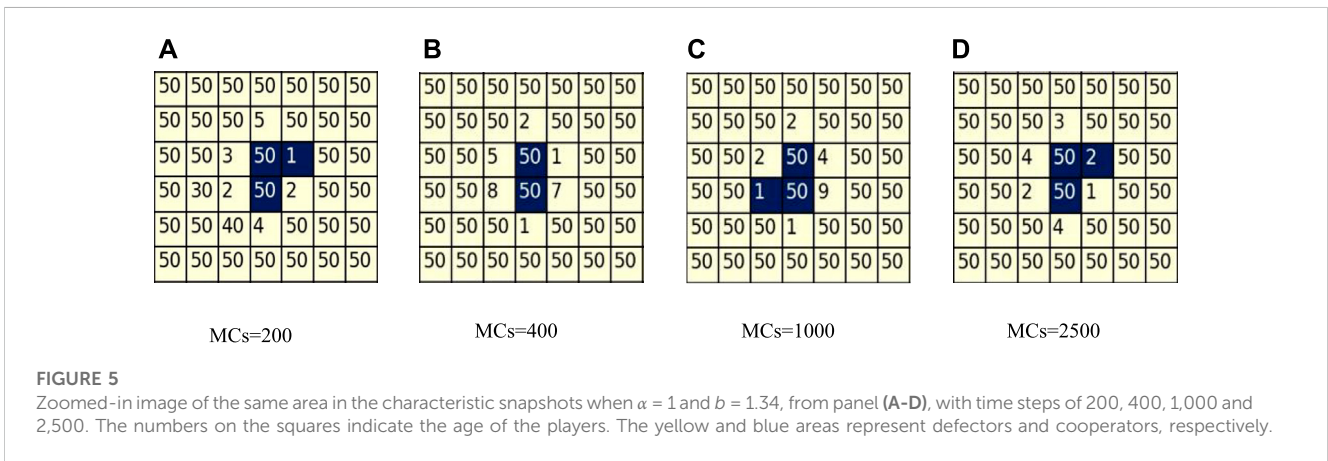 A
50 50 50 50 50 50 50
50 50 50 5 50 50 50
50 50 3 50 1 50 50
50 30 2 50 2 50 50
50 50 40 4 50 50 50
50 50 50 50 50 50 50
MCs=200
B
50 50 50 50 50 50 50
50 50 50 2 50 50 50
50 50 5 50 1 50 50
50 50 8 50 7 50 50
50 50 50 1 50 50 50
50 50 50 50 50 50 50
MCs=400
C
50 50 50 50 50 50 50
50 50 50 2 50 50 50
50 50 2 50 4 50 50
50 50 1 50 9 50 50
50 50 50 1 50 50 50
50 50 50 50 50 50 50
MCs=1000
D
50 50 50 50 50 50 50
50 50 50 3 50 50 50
50 50 4 50 2 50 50
50 50 2 50 1 50 50
50 50 50 4 50 50 50
50 50 50 50 50 50 50
MCs=2500
FIGURE 5
Zoomed-in image of the same area in the characteristic snapshots when α = 1 and b = 1.34, from panel (A-D), with time steps of 200, 400, 1,000 and
2,500. The numbers on the squares indicate the age of the players. The yellow and blue areas represent defectors and cooperators, respectively.